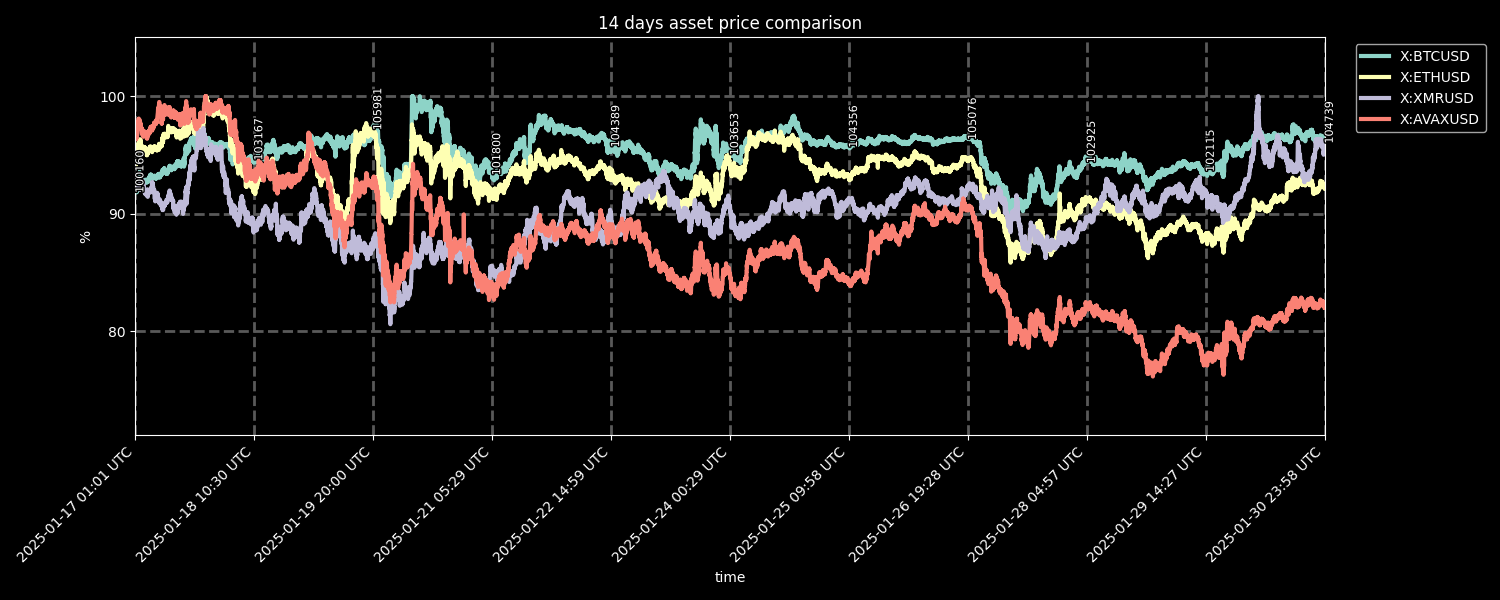 14 days asset price comparison
X:BTCUSD
X:ETHUSD
X:XMRUSD
X:AVAXUSD
%
100
90
80
100160
103167
105981
101800
104389
103653
104356
105076
102925
102115
104739
2025-01-17 01:01 UTC
2025-01-18 10:30 UTC
2025-01-19 20:00 UTC
2025-01-21 05:29 UTC
2025-01-22 14:59 UTC
2025-01-24 00:29 UTC
2025-01-25 09:58 UTC
2025-01-26 19:28 UTC
2025-01-28 04:57 UTC
2025-01-29 14:27 UTC
2025-01-30 23:58 UTC
time